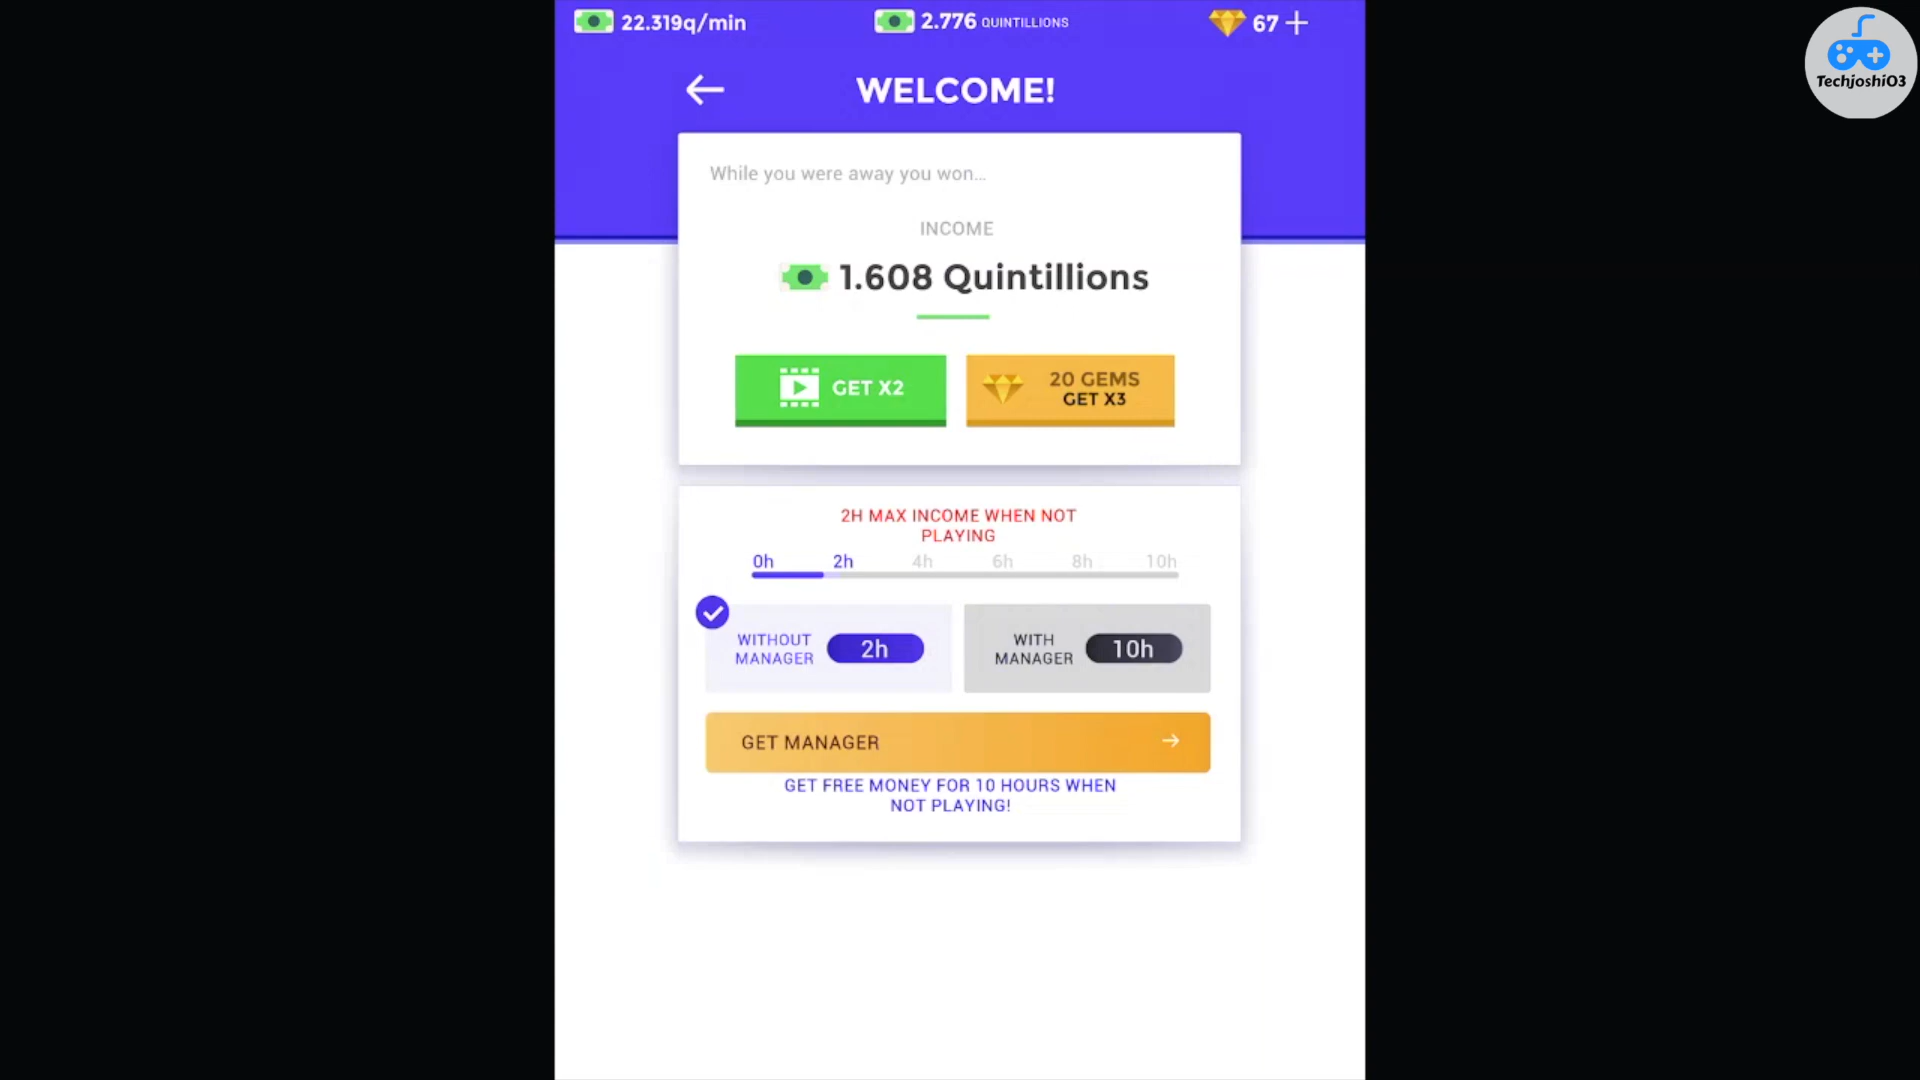 22.319q/min
2.776 QUINTILLIONS
67
TechjoshiO3
WELCOME!
While you were away you won...
INCOME
1.608 Quintillions
GET X2
20 GEMS
GET X3
2H MAX INCOME WHEN NOT
PLAYING
0h 2h 4h 6h 8h 10h
WITHOUT
MANAGER
2h
WITH
MANAGER
10h
GET MANAGER
GET FREE MONEY FOR 10 HOURS WHEN
NOT PLAYING!